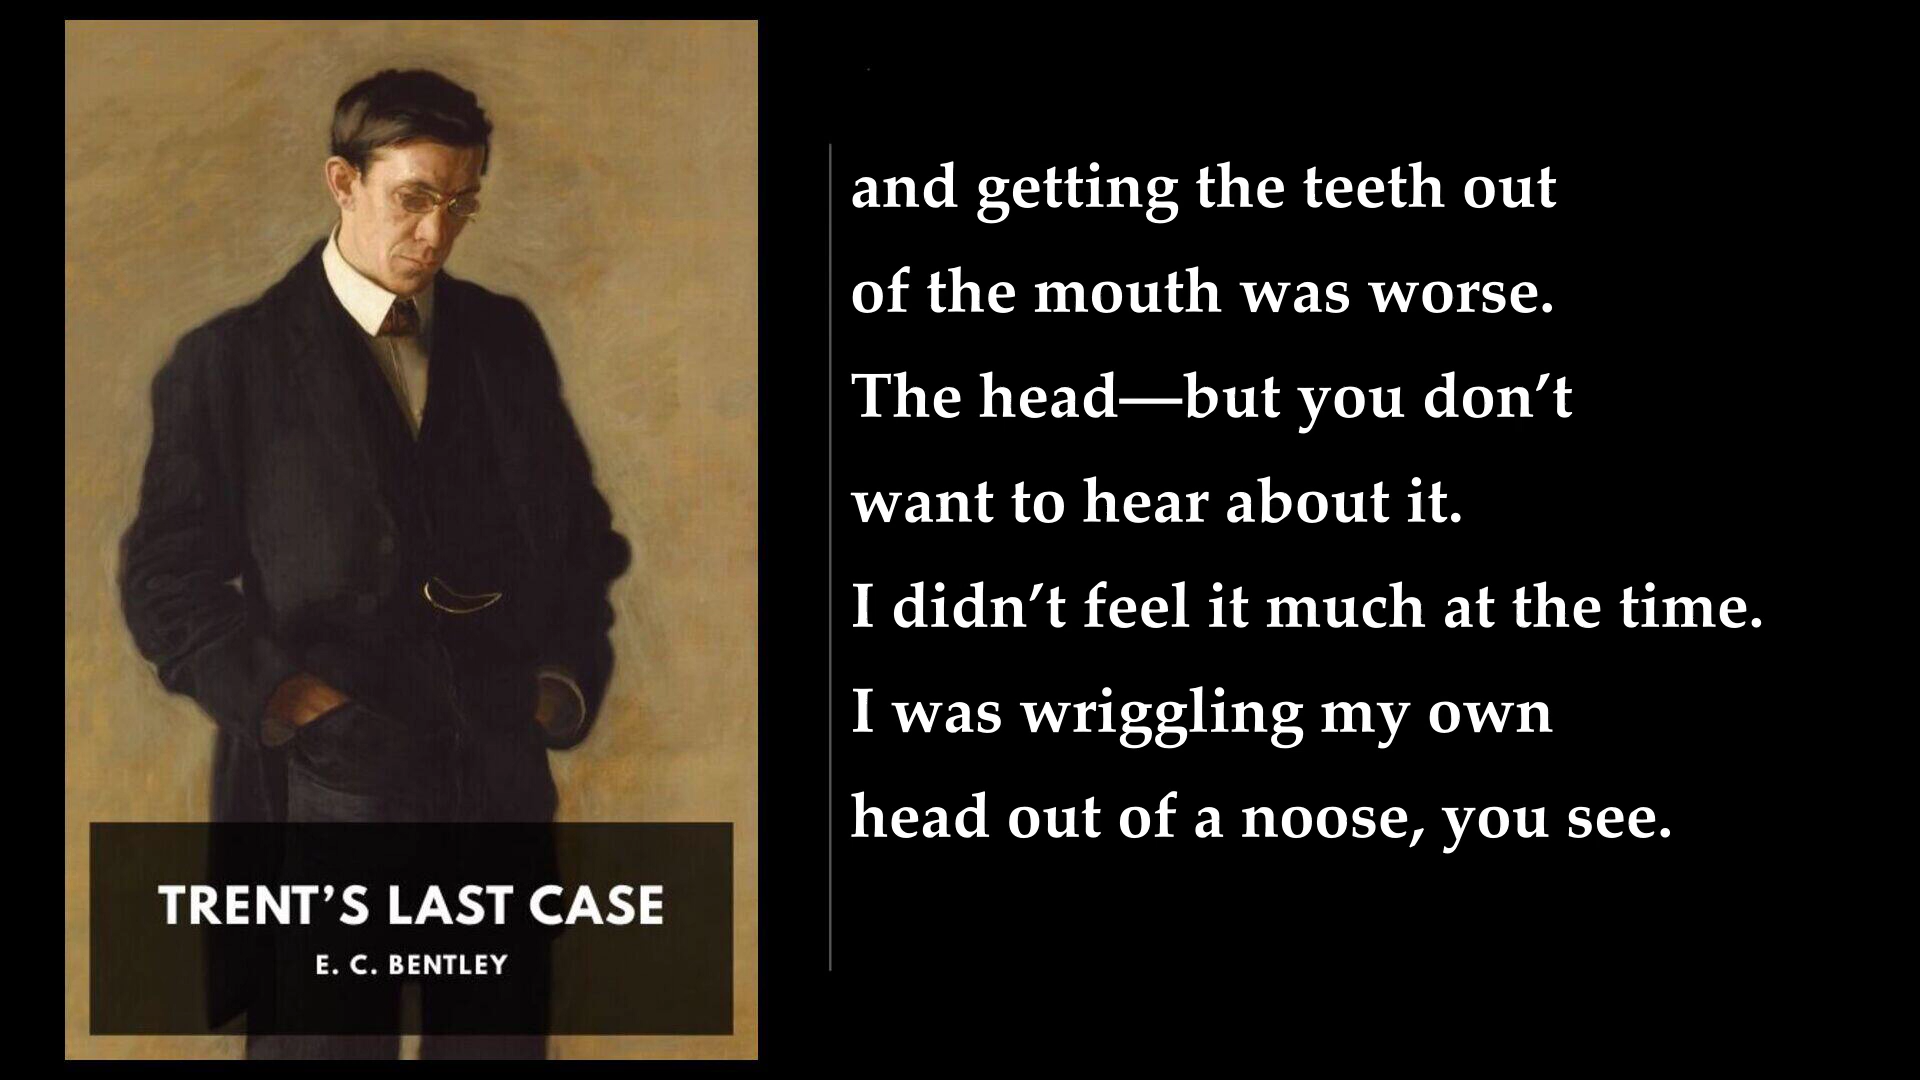 TRENT’S LAST CASE
E. C. BENTLEY
and getting the teeth out
of the mouth was worse.
The head—but you don’t
want to hear about it.
I didn’t feel it much at the time.
I was wriggling my own
head out of a noose, you see.